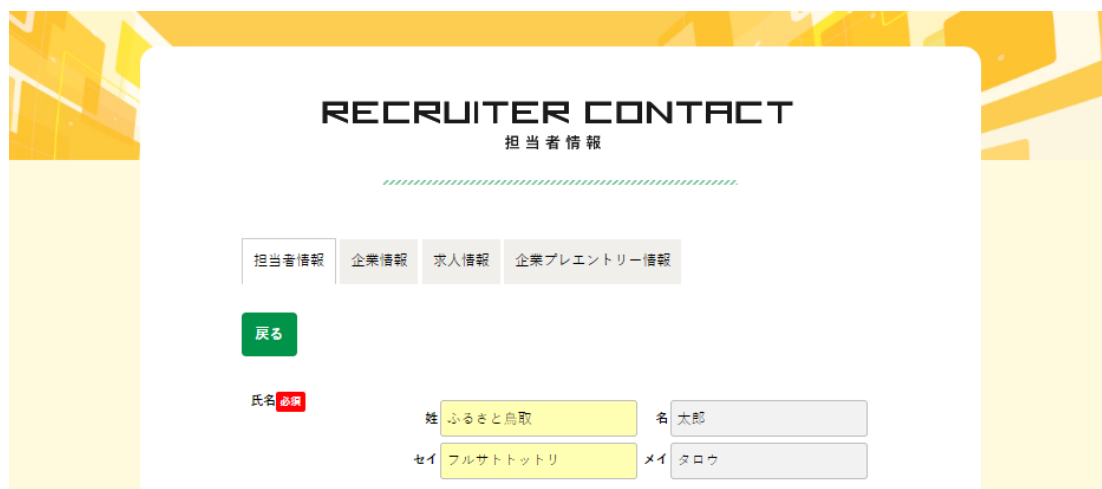 RECRUITER CONTACT
担当者情報
担当者情報 企業情報 求人情報 企業プレエントリー情報
戻る
氏名 必須
姓 ふるさと鳥取 名 太郎
セイ フルサトトットリ メイ タロウ